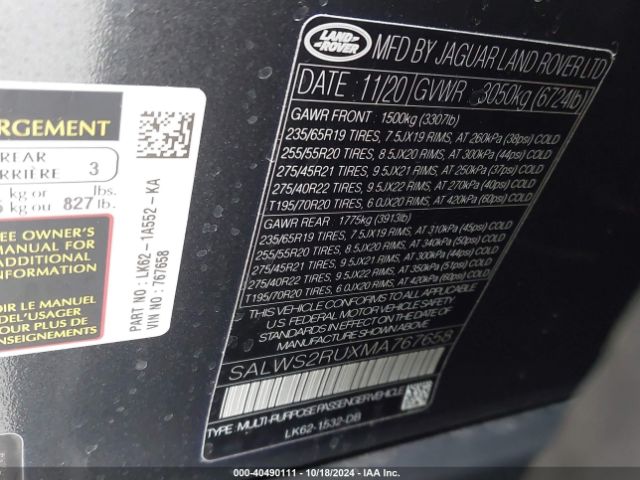 LAND
ROVER
MFD BY JAGUAR LAND ROVER LTD
DATE : 11/20 GVWR : 3050kg (6724lb)
GAWR FRONT : 1500kg (3307lb)
235/65R19 TIRES, 7.5JX19 RIMS, AT 260kPa (38psi) COLD
255/55R20 TIRES, 8.5JX20 RIMS, AT 300kPa (44psi) COLD
275/45R21 TIRES, 9.5JX21 RIMS, AT 250kPa (37psi) COLD
275/40R22 TIRES, 9.5JX22 RIMS, AT 270kPa (40psi) COLD
T195/70R20 TIRES, 6.0JX20 RIMS, AT 420kPa (60psi) COLD
GAWR REAR : 1775kg (3913lb)
235/65R19 TIRES, 7.5JX19 RIMS, AT 310kPa (45psi) COLD
255/55R20 TIRES, 8.5JX20 RIMS, AT 340kPa (50psi) COLD
275/45R21 TIRES, 9.5JX21 RIMS, AT 300kPa (44psi) COLD
275/40R22 TIRES, 9.5JX22 RIMS, AT 350kPa (51psi) COLD
T195/70R20 TIRES, 6.0JX20 RIMS, AT 420kPa (60psi) COLD
THIS VEHICLE CONFORMS TO ALL APPLICABLE
U.S. FEDERAL MOTOR VEHICLE SAFETY
STANDARDS IN EFFECT ON THE DATE OF
MANUFACTURE SHOWN ABOVE
SALWS2RUXMA767658
TYPE: MULTI-PURPOSE PASSENGER VEHICLE
LK62-1532-DB
ARGEMENT
REAR
3
kg or lbs.
kg ou 827 lb.
SEE OWNER'S
MANUAL FOR
ADDITIONAL
INFORMATION
LE MANUEL
DE L'USAGER
POUR PLUS DE
RENSEIGNEMENTS
PART NO : LK62-1A552-KA
VIN NO : 767658
000-40490111 - 10/18/2024 - IAA Inc.